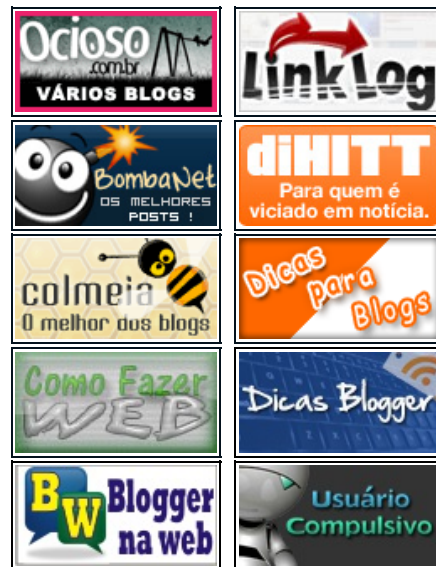 Ocioso
.com.br
VÁRIOS BLOGS
LinkLog
BombaNet
OS MELHORES
POSTS !
diHITT
Para quem é
viciado em notícia.
colmeia
O melhor dos blogs
Dicas
para
Blogs
Como Fazer
WEB
Dicas Blogger
BW
Blogger
na web
Usuário
Compulsivo